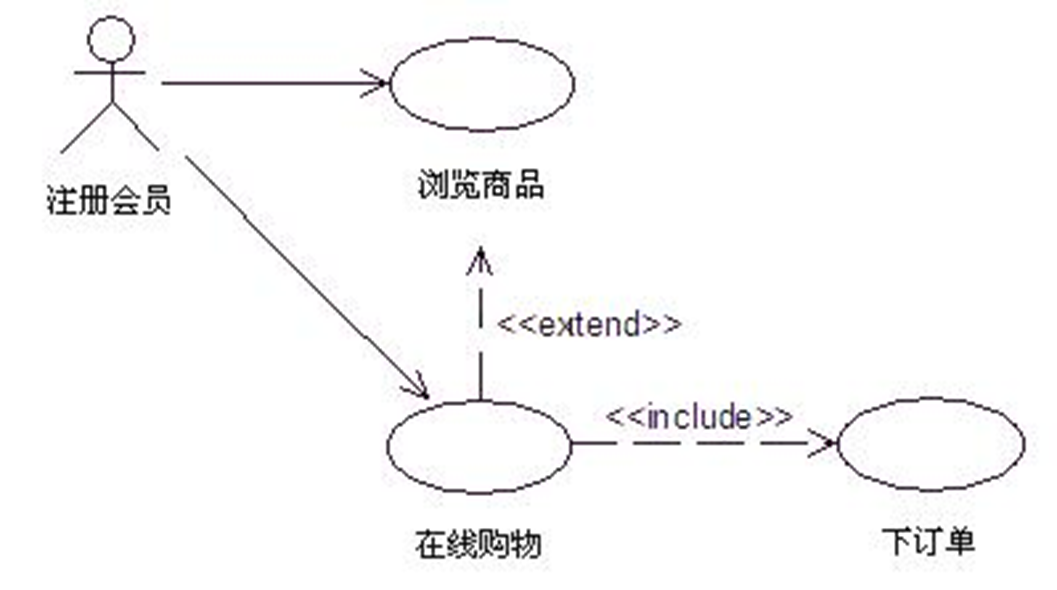 浏览商品
注册会员
<<extend>>
<<include>>
在线购物
下订单